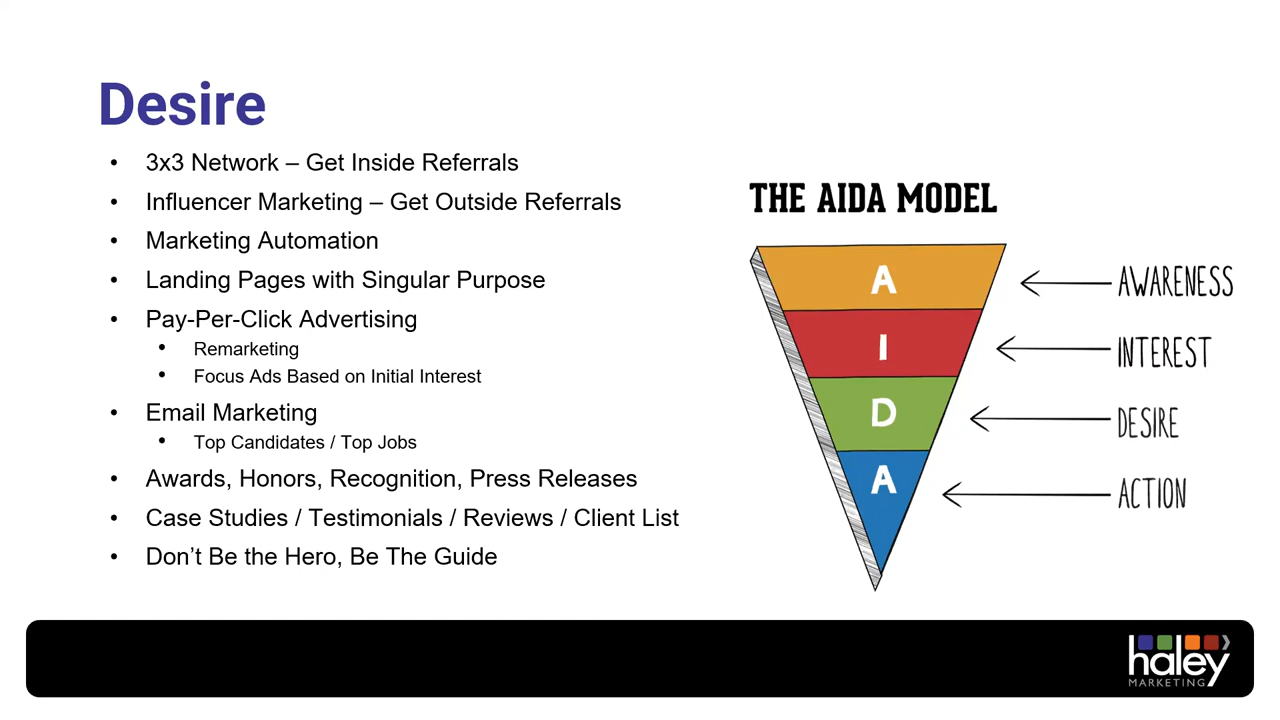 Desire
• 3x3 Network – Get Inside Referrals
• Influencer Marketing – Get Outside Referrals
• Marketing Automation
• Landing Pages with Singular Purpose
• Pay-Per-Click Advertising
• Remarketing
• Focus Ads Based on Initial Interest
• Email Marketing
• Top Candidates / Top Jobs
• Awards, Honors, Recognition, Press Releases
• Case Studies / Testimonials / Reviews / Client List
• Don’t Be the Hero, Be The Guide
THE AIDA MODEL
A
AWARENESS
I
INTEREST
D
DESIRE
A
ACTION
haley
MARKETING